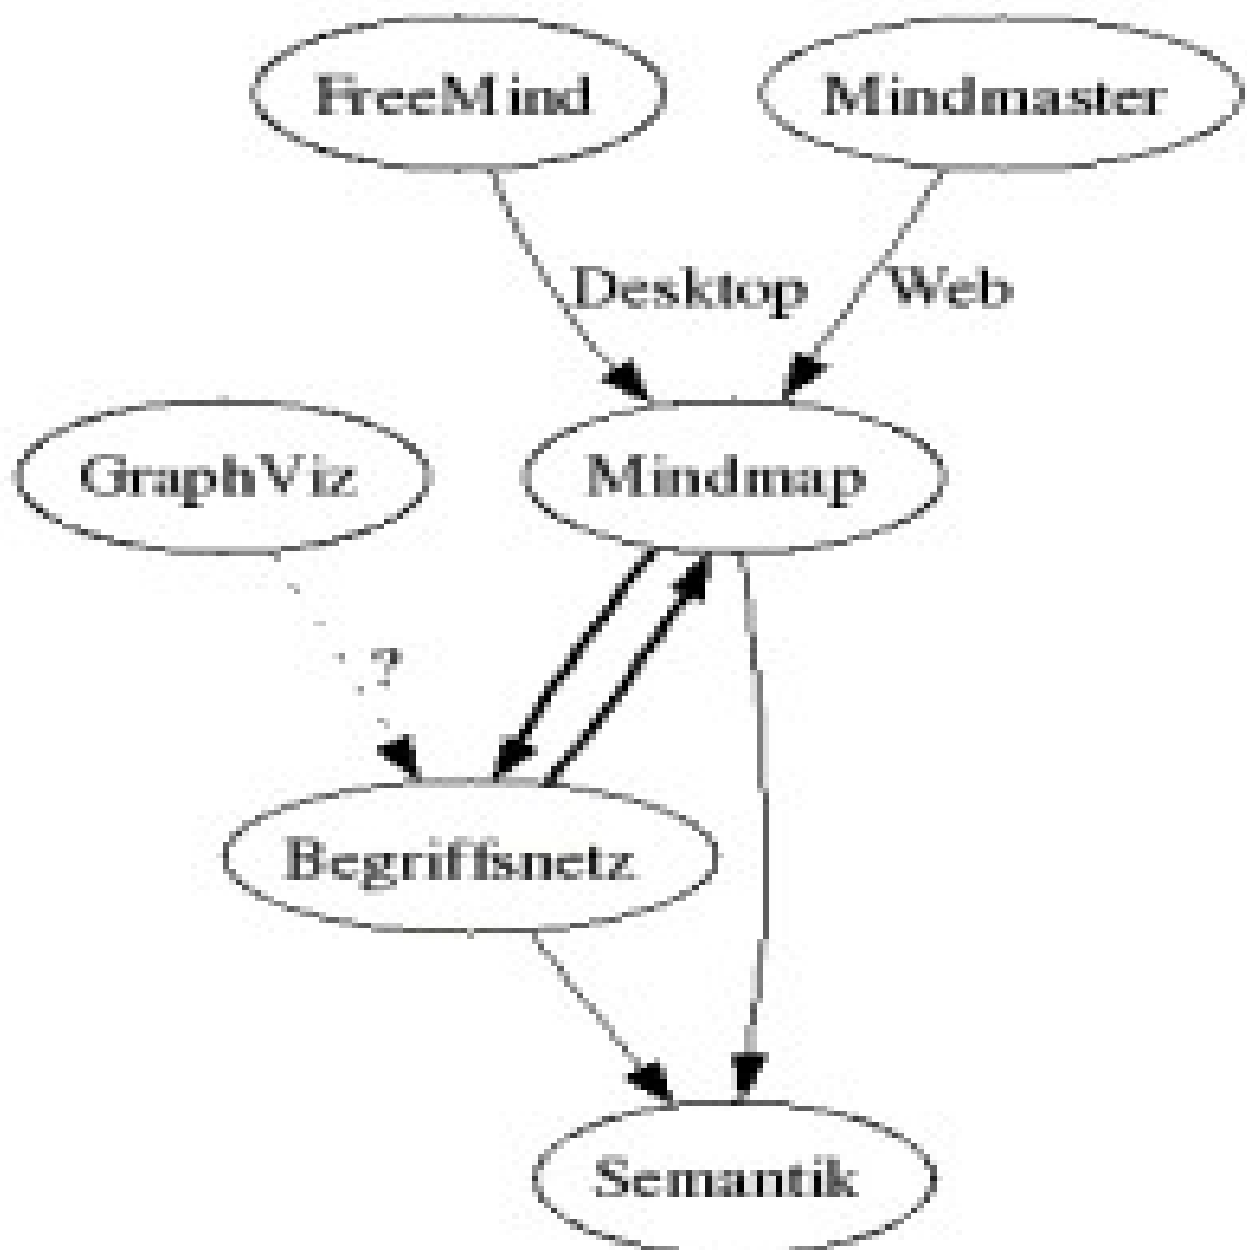 FreeMind
Mindmaster
Desktop
Web
GraphViz
Mindmap
?
Begriffsnetz
Semantik